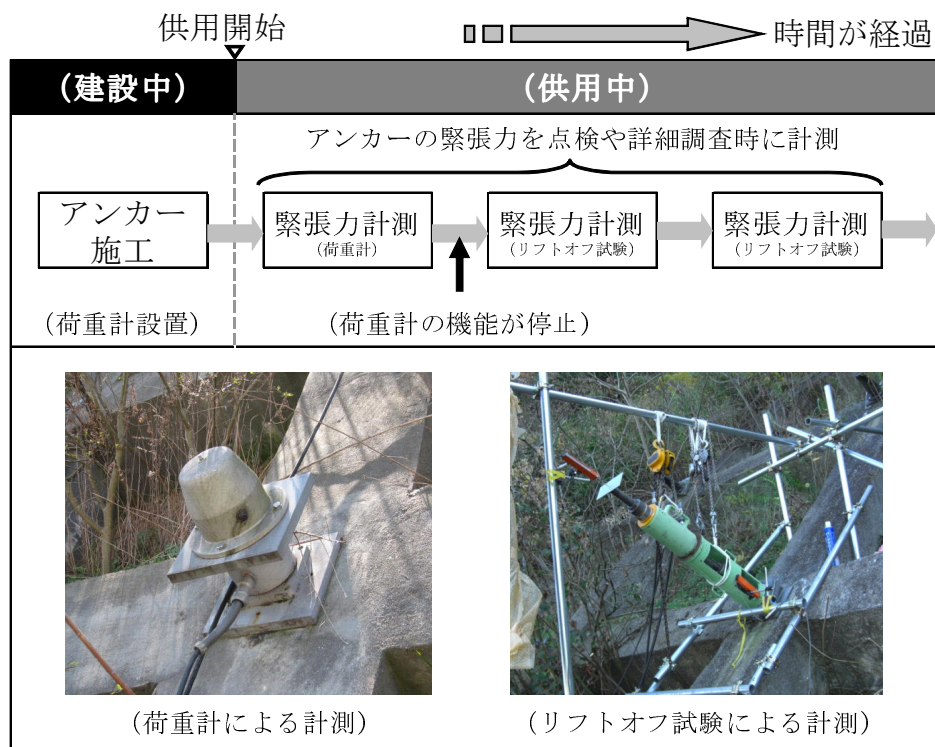 供用開始
時間が経過
(建設中)
(供用中)
アンカーの緊張力を点検や詳細調査時に計測
アンカー
施工
緊張力計測
(荷重計)
緊張力計測
(リフトオフ試験)
緊張力計測
(リフトオフ試験)
(荷重計設置)
(荷重計の機能が停止)
(荷重計による計測)
(リフトオフ試験による計測)